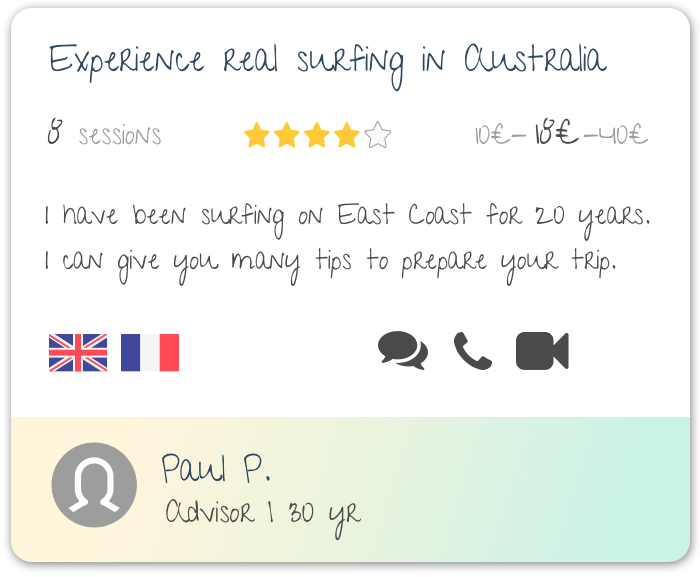 Experience real surfing in Australia
8 sessions
10€ - 18€ - 40€
I have been surfing on East Coast for 20 years.
I can give you many tips to prepare your trip.
Paul P.
Advisor | 30 yr